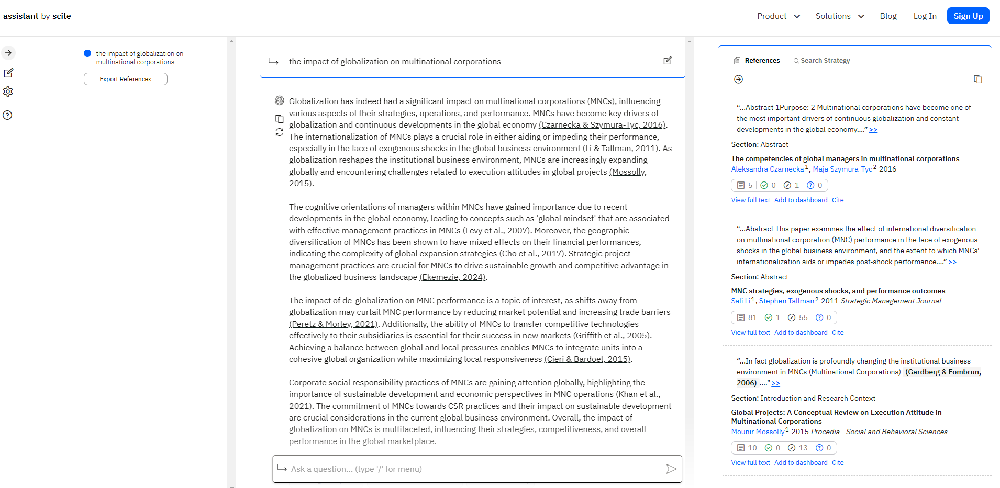 assistant by scite
Product
Solutions
Blog
Log In
Sign Up
the impact of globalization on
multinational corporations
Export References
the impact of globalization on multinational corporations
Globalization has indeed had a significant impact on multinational corporations (MNCs), influencing
various aspects of their strategies, operations, and performance. MNCs have become key drivers of
globalization and continuous developments in the global economy (Czarnecka & Szymura-Tyc, 2016).
The internationalization of MNCs plays a crucial role in either aiding or impeding their performance,
especially in the face of exogenous shocks in the global business environment (Li & Tallman, 2011). As
globalization reshapes the institutional business environment, MNCs are increasingly expanding
globally and encountering challenges related to execution attitudes in global projects (Mossolly,
2015).
The cognitive orientations of managers within MNCs have gained importance due to recent
developments in the global economy, leading to concepts such as 'global mindset' that are associated
with effective management practices in MNCs (Levy et al., 2007). Moreover, the geographic
diversification of MNCs has been shown to have mixed effects on their financial performances,
indicating the complexity of global expansion strategies (Cho et al., 2017). Strategic project
management practices are crucial for MNCs to drive sustainable growth and competitive advantage in
the globalized business landscape (Ekemezie, 2024).
The impact of de-globalization on MNC performance is a topic of interest, as shifts away from
globalization may curtail MNC performance by reducing market potential and increasing trade barriers
(Peretz & Morley, 2021). Additionally, the ability of MNCs to transfer competitive technologies
effectively to their subsidiaries is essential for their success in new markets (Griffith et al., 2005).
Achieving a balance between global and local pressures enables MNCs to integrate units into a
cohesive global organization while maximizing local responsiveness (Cieri & Bardoel, 2015).
Corporate social responsibility practices of MNCs are gaining attention globally, highlighting the
importance of sustainable development and economic perspectives in MNC operations (Khan et al.,
2021). The commitment of MNCs towards CSR practices and their impact on sustainable development
are crucial considerations in the current global business environment. Overall, the impact of
globalization on MNCs is multifaceted, influencing their strategies, competitiveness, and overall
performance in the global marketplace.
Ask a question... (type '/' for menu)
References
Search Strategy
“...Abstract 1Purpose: 2 Multinational corporations have become one of
the most important drivers of continuous globalization and constant
developments in the global economy....” >>
Section: Abstract
The competencies of global managers in multinational corporations
Aleksandra Czarnecka1, Maja Szymura-Tyc2 2016
5 0 1 0
View full text Add to dashboard Cite
“...Abstract This paper examines the effect of international diversification
on multinational corporation (MNC) performance in the face of exogenous
shocks in the global business environment, and the extent to which MNCs'
internationalization aids or impedes post-shock performance....” >>
Section: Abstract
MNC strategies, exogenous shocks, and performance outcomes
Sali Li1, Stephen Tallman2 2011 Strategic Management Journal
81 1 55 0
View full text Add to dashboard Cite
“...In fact globalization is profoundly changing the institutional business
environment in MNCs (Multinational Corporations) (Gardberg & Fombrun,
2006) ....” >>
Section: Introduction and Research Context
Global Projects: A Conceptual Review on Execution Attitude in
Multinational Corporations
Mounir Mossolly1 2015 Procedia - Social and Behavioral Sciences
10 0 13 0
View full text Add to dashboard Cite